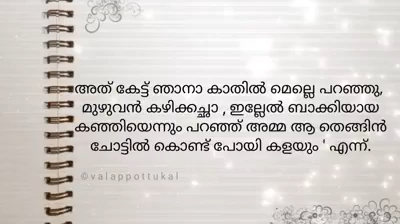 അത് കേട്ട് ഞാനാ കാതിൽ മെല്ലെ പറഞ്ഞു,
മുഴുവൻ കഴിക്കച്ഛാ , ഇല്ലേൽ ബാക്കിയായ
കഞ്ഞിയെന്നും പറഞ്ഞ് അമ്മ ആ തെങ്ങിൻ
ചോട്ടിൽ കൊണ്ട് പോയി കളയും ' എന്ന്.
©valappottukal